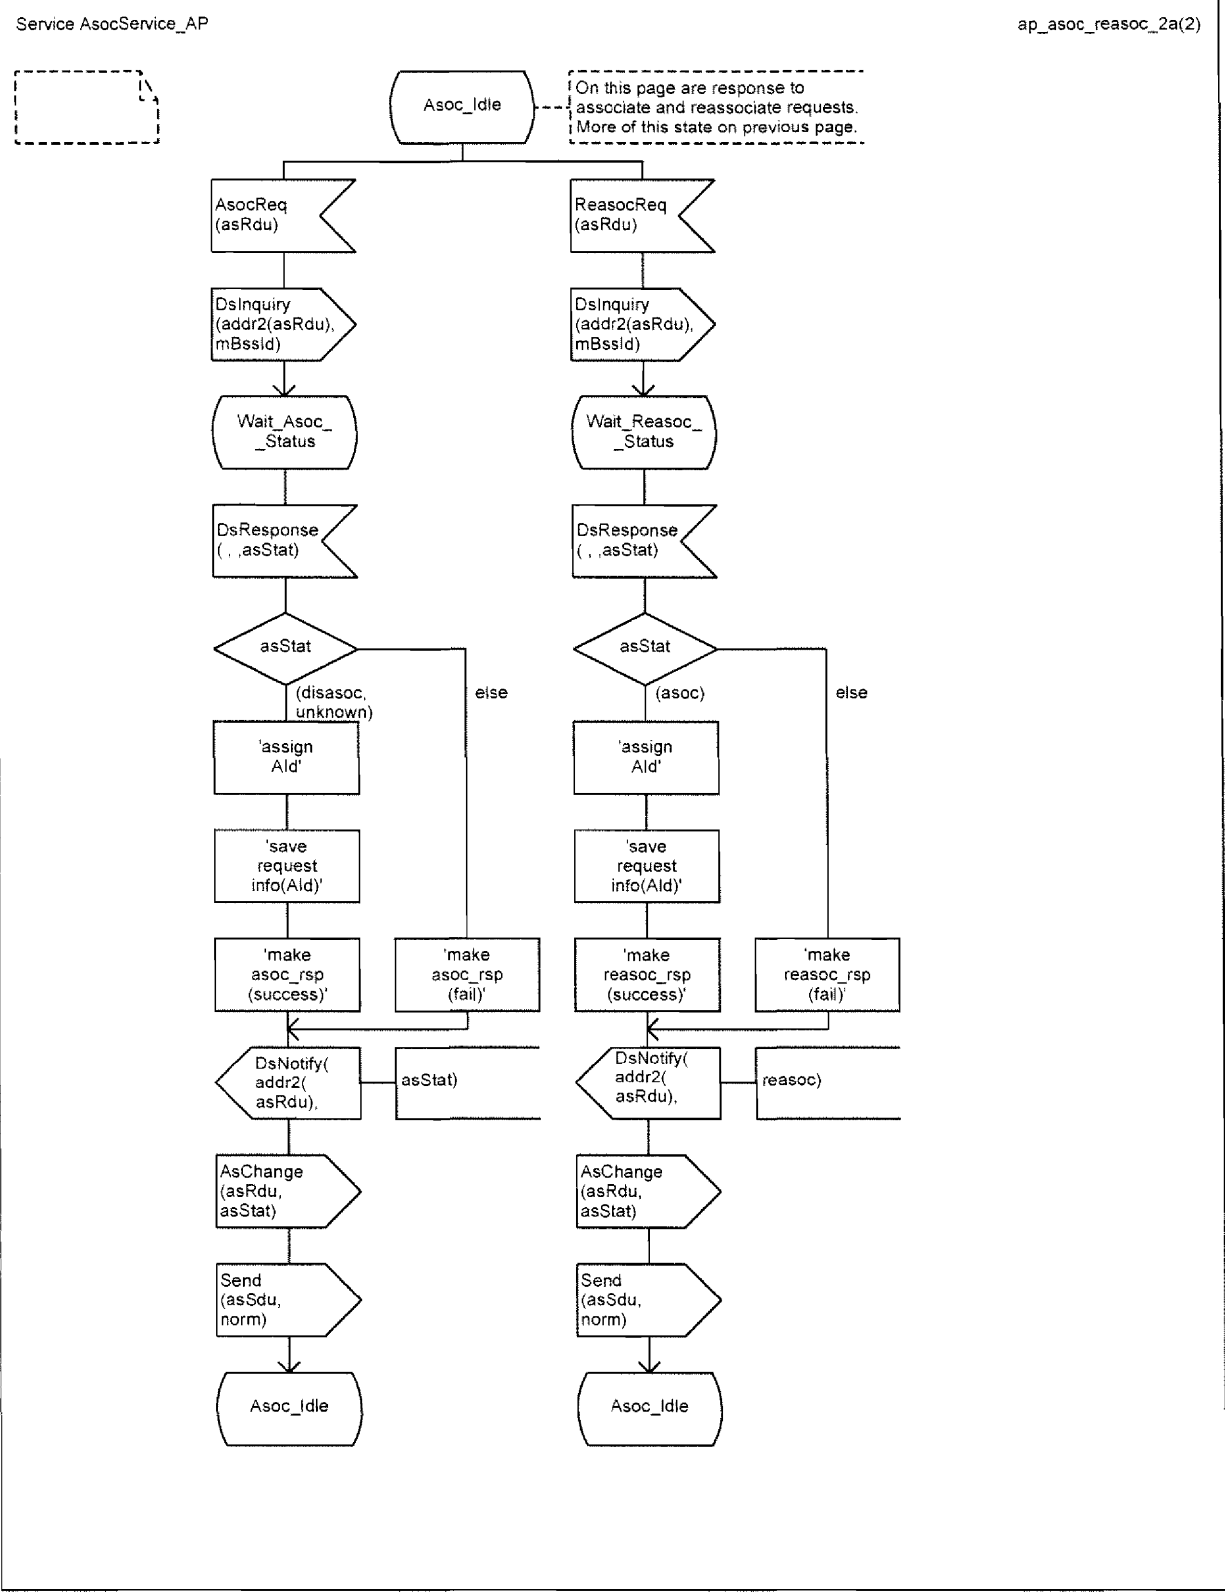 Service AsocService_AP
ap_asoc_reasoc_2a(2)
Asoc_Idle
On this page are response to
associate and reassociate requests.
More of this state on previous page.
AsocReq
(asRdu)
DsInquiry
(addr2(asRdu),
mBssId)
Wait_Asoc_
_Status
DsResponse
( , ,asStat)
asStat
(disasoc,
unknown)
else
'assign
AId'
'save
request
info(AId)'
'make
asoc_rsp
(success)'
'make
asoc_rsp
(fail)'
DsNotify(
addr2(
asRdu),
asStat)
AsChange
(asRdu,
asStat)
Send
(asSdu,
norm)
Asoc_Idle
ReasocReq
(asRdu)
DsInquiry
(addr2(asRdu),
mBssId)
Wait_Reasoc_
_Status
DsResponse
( , ,asStat)
asStat
(asoc)
else
'assign
AId'
'save
request
info(AId)'
'make
reasoc_rsp
(success)'
'make
reasoc_rsp
(fail)'
DsNotify(
addr2(
asRdu),
reasoc)
AsChange
(asRdu,
asStat)
Send
(asSdu,
norm)
Asoc_Idle